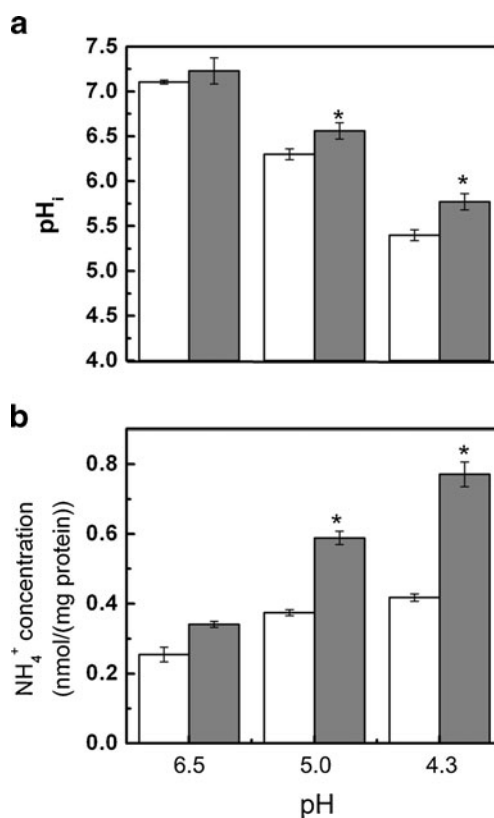 a
7.5
7.0
6.5
6.0
5.5
5.0
4.5
4.0
pHᵢ
*
*
b
0.8
0.6
0.4
0.2
0.0
NH₄⁺ concentration
(nmol/(mg protein))
*
*
6.5 5.0 4.3
pH